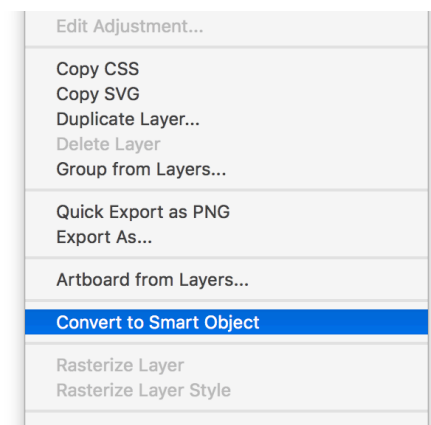 Edit Adjustment...
Copy CSS
Copy SVG
Duplicate Layer...
Delete Layer
Group from Layers...
Quick Export as PNG
Export As...
Artboard from Layers...
Convert to Smart Object
Rasterize Layer
Rasterize Layer Style